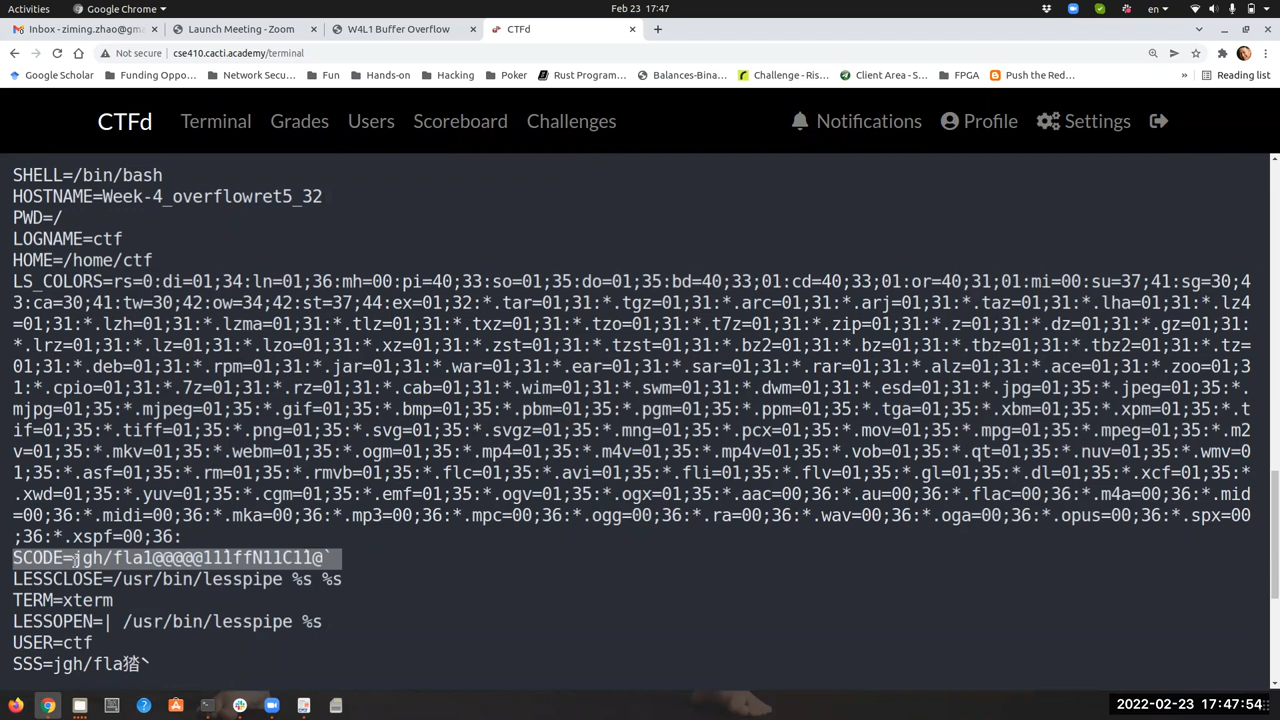 Activities
Google Chrome
Feb 23 17:47
en
Inbox - ziming.zhao@gm
Launch Meeting - Zoom
W4L1 Buffer Overflow
CTFd
Not secure cse410.cacti.academy/terminal
Google Scholar
Funding Oppo...
Network Secu...
Fun
Hands-on
Hacking
Poker
Rust Program...
Balances-Bina...
Challenge - Ris...
Client Area - S...
FPGA
Push the Red...
»
Reading list
CTFd
Terminal
Grades
Users
Scoreboard
Challenges
Notifications
Profile
Settings
SHELL=/bin/bash
HOSTNAME=Week-4_overflowret5_32
PWD=/
LOGNAME=ctf
HOME=/home/ctf
LS_COLORS=rs=0:di=01;34:ln=01;36:mh=00:pi=40;33:so=01;35:do=01;35:bd=40;33;01:cd=40;33;01:or=40;31;01:mi=00:su=37;41:sg=30;4
3:ca=30;41:tw=30;42:ow=34;42:st=37;44:ex=01;32:*.tar=01;31:*.tgz=01;31:*.arc=01;31:*.arj=01;31:*.taz=01;31:*.lha=01;31:*.lz4
=01;31:*.lzh=01;31:*.lzma=01;31:*.tlz=01;31:*.txz=01;31:*.tzo=01;31:*.t7z=01;31:*.zip=01;31:*.z=01;31:*.dz=01;31:*.gz=01;31:
*.lrz=01;31:*.lz=01;31:*.lzo=01;31:*.xz=01;31:*.zst=01;31:*.tzst=01;31:*.bz2=01;31:*.bz=01;31:*.tbz=01;31:*.tbz2=01;31:*.tz=
01;31:*.deb=01;31:*.rpm=01;31:*.jar=01;31:*.war=01;31:*.ear=01;31:*.sar=01;31:*.rar=01;31:*.alz=01;31:*.ace=01;31:*.zoo=01;3
1:*.cpio=01;31:*.7z=01;31:*.rz=01;31:*.cab=01;31:*.wim=01;31:*.swm=01;31:*.dwm=01;31:*.esd=01;31:*.jpg=01;35:*.jpeg=01;35:*.
mjpg=01;35:*.mjpeg=01;35:*.gif=01;35:*.bmp=01;35:*.pbm=01;35:*.pgm=01;35:*.ppm=01;35:*.tga=01;35:*.xbm=01;35:*.xpm=01;35:*.t
if=01;35:*.tiff=01;35:*.png=01;35:*.svg=01;35:*.svgz=01;35:*.mng=01;35:*.pcx=01;35:*.mov=01;35:*.mpg=01;35:*.mpeg=01;35:*.m2
v=01;35:*.mkv=01;35:*.webm=01;35:*.ogm=01;35:*.mp4=01;35:*.m4v=01;35:*.mp4v=01;35:*.vob=01;35:*.qt=01;35:*.nuv=01;35:*.wmv=0
1;35:*.asf=01;35:*.rm=01;35:*.rmvb=01;35:*.flc=01;35:*.avi=01;35:*.fli=01;35:*.flv=01;35:*.gl=01;35:*.dl=01;35:*.xcf=01;35:*
.xwd=01;35:*.yuv=01;35:*.cgm=01;35:*.emf=01;35:*.ogv=01;35:*.ogx=01;35:*.aac=00;36:*.au=00;36:*.flac=00;36:*.m4a=00;36:*.mid
=00;36:*.midi=00;36:*.mka=00;36:*.mp3=00;36:*.mpc=00;36:*.ogg=00;36:*.ra=00;36:*.wav=00;36:*.oga=00;36:*.opus=00;36:*.spx=00
;36:*.xspf=00;36:
SCODE=jgh/fla1@@@@@111ffN11C11@`
LESSCLOSE=/usr/bin/lesspipe %s %s
TERM=xterm
LESSOPEN=| /usr/bin/lesspipe %s
USER=ctf
SSS=jgh/fla猪`
2022-02-23 17:47:54